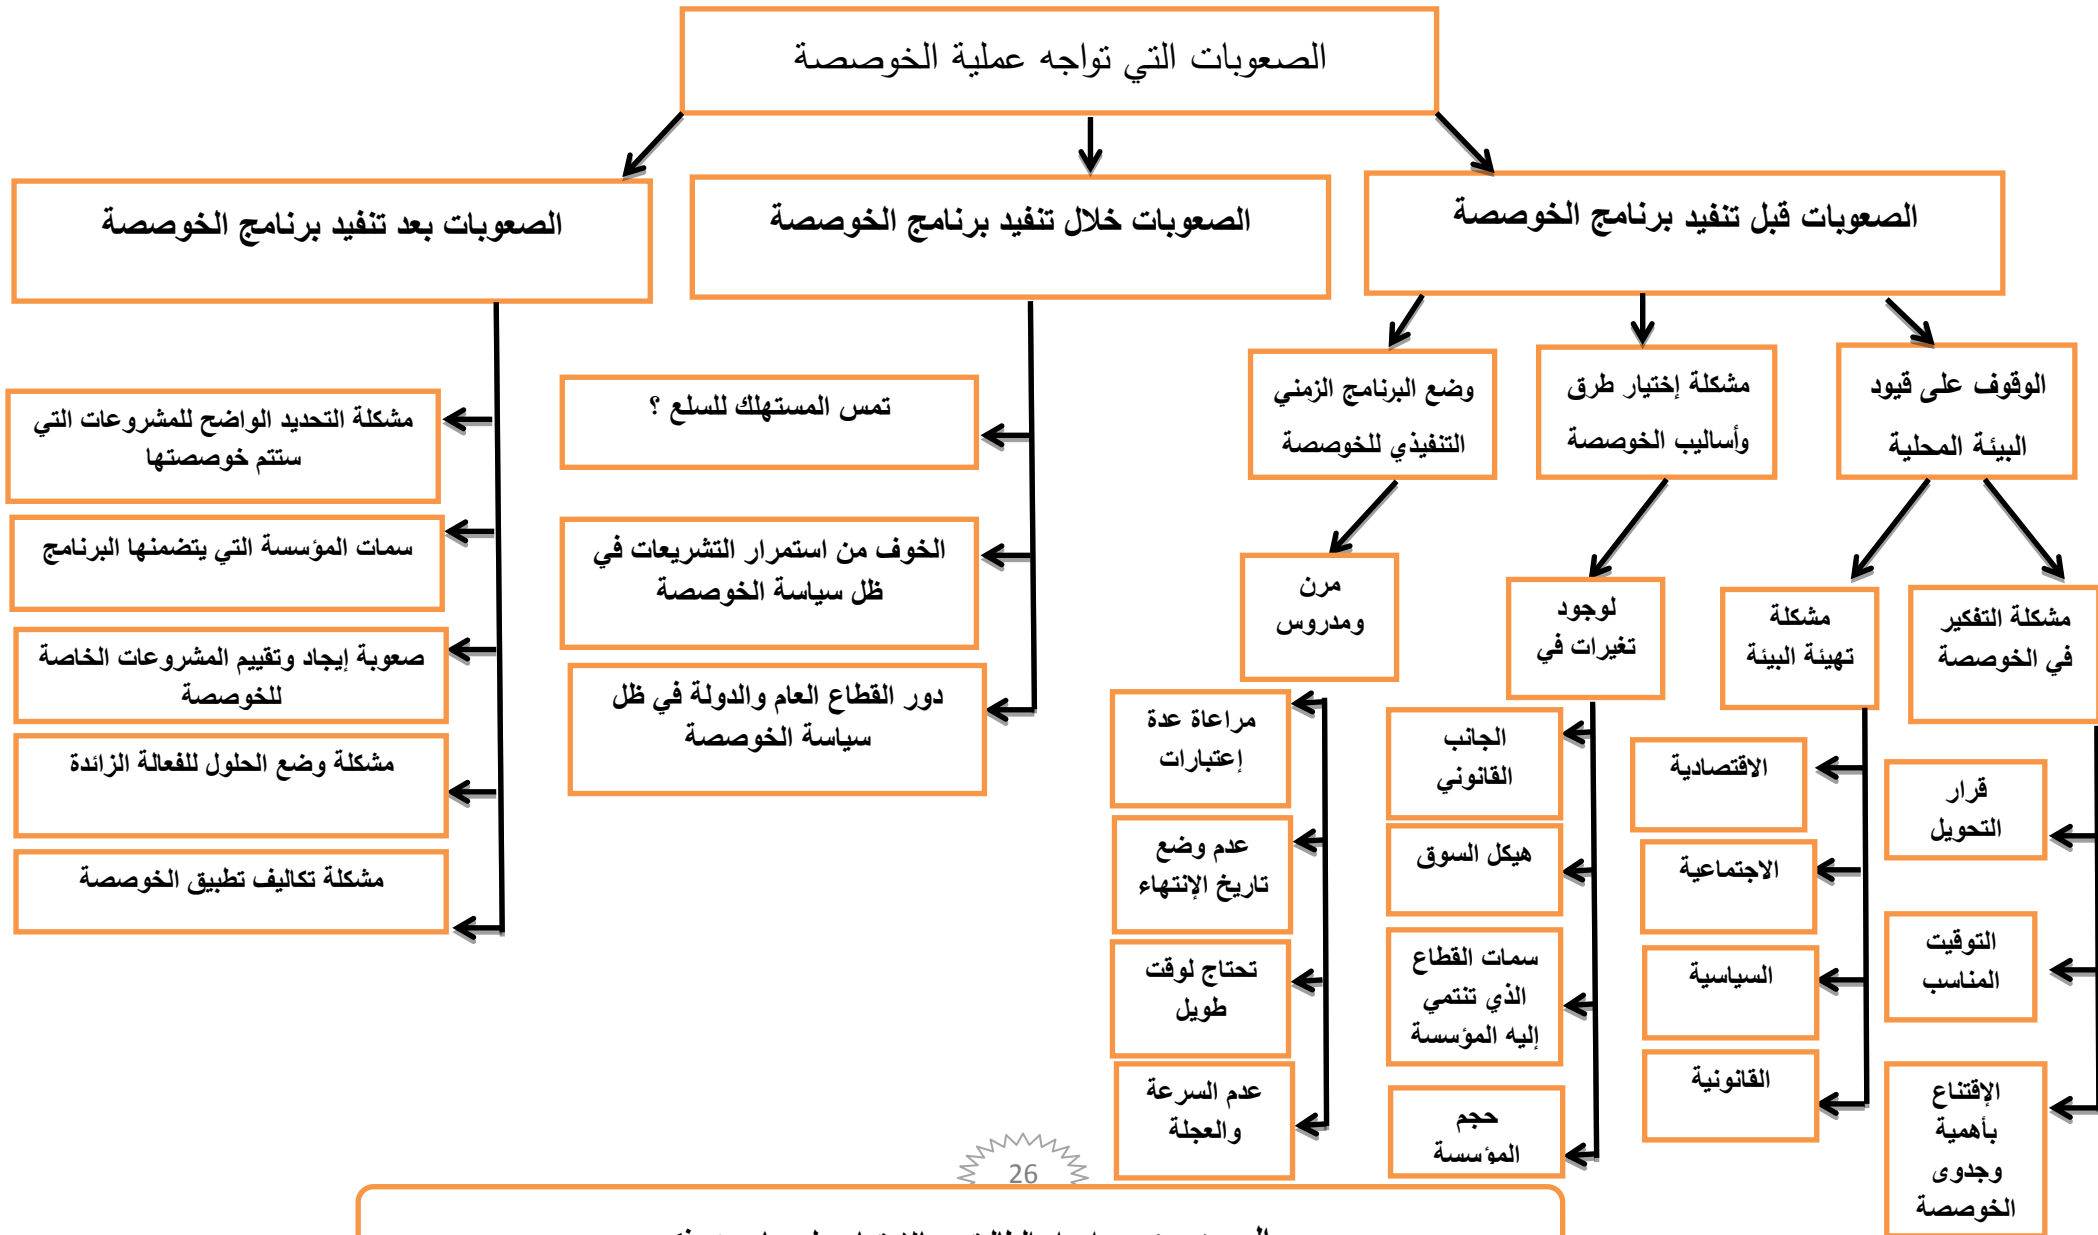 الصعوبات التي تواجه عملية الخوصصة
الصعوبات قبل تنفيد برنامج الخوصصة
الصعوبات خلال تنفيد برنامج الخوصصة
الصعوبات بعد تنفيد برنامج الخوصصة
الوقوف على قيود
البيئة المحلية
مشكلة إختيار طرق
وأساليب الخوصصة
وضع البرنامج الزمني
التنفيذي للخوصصة
مشكلة التفكير
في الخوصصة
قرار
التحويل
التوقيت
المناسب
الإقتناع
بأهمية
وجدوى
الخوصصة
مشكلة
تهيئة البيئة
الاقتصادية
الاجتماعية
السياسية
القانونية
لوجود
تغيرات في
الجانب
القانوني
هيكل السوق
سمات القطاع
الذي تنتمي
إليه المؤسسة
حجم
المؤسسة
مرن
ومدروس
مراعاة عدة
إعتبارات
عدم وضع
تاريخ الإنتهاء
تحتاج لوقت
طويل
عدم السرعة
والعجلة
تمس المستهلك للسلع ؟
الخوف من استمرار التشريعات في
ظل سياسة الخوصصة
دور القطاع العام والدولة في ظل
سياسة الخوصصة
مشكلة التحديد الواضح للمشروعات التي
ستتم خوصصتها
سمات المؤسسة التي يتضمنها البرنامج
صعوبة إيجاد وتقييم المشروعات الخاصة
للخوصصة
مشكلة وضع الحلول للفعالة الزائدة
مشكلة تكاليف تطبيق الخوصصة
26